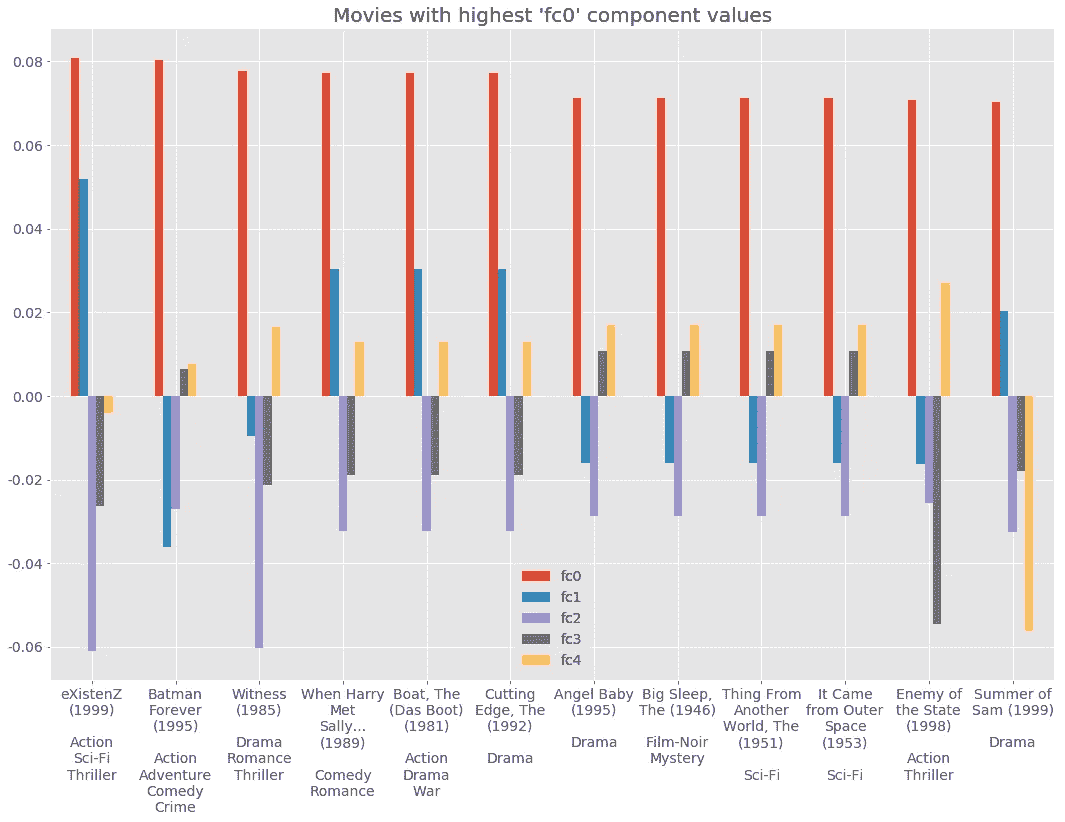 Movies with highest 'fc0' component values
0.08
0.06
0.04
0.02
0.00
-0.02
-0.04
-0.06
fc0
fc1
fc2
fc3
fc4
eXistenZ
(1999)
Action
Sci-Fi
Thriller
Batman
Forever
(1995)
Action
Adventure
Comedy
Crime
Witness
(1985)
Drama
Romance
Thriller
When Harry
Met
Sally...
(1989)
Comedy
Romance
Boat, The
(Das Boot)
(1981)
Action
Drama
War
Cutting
Edge, The
(1992)
Drama
Angel Baby
(1995)
Drama
Big Sleep,
The (1946)
Film-Noir
Mystery
Thing From
Another
World, The
(1951)
Sci-Fi
It Came
from Outer
Space
(1953)
Sci-Fi
Enemy of
the State
(1998)
Action
Thriller
Summer of
Sam (1999)
Drama